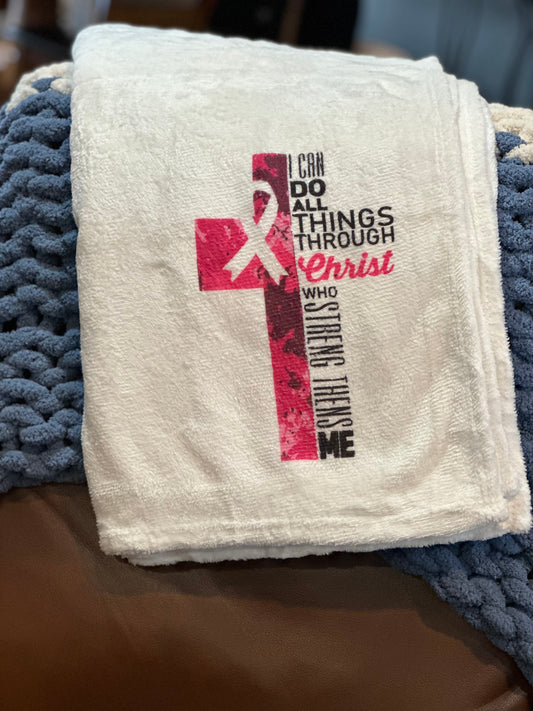 I CAN
DO
ALL
THINGS
THROUGH
Christ
WHO
STRENG THENS
ME